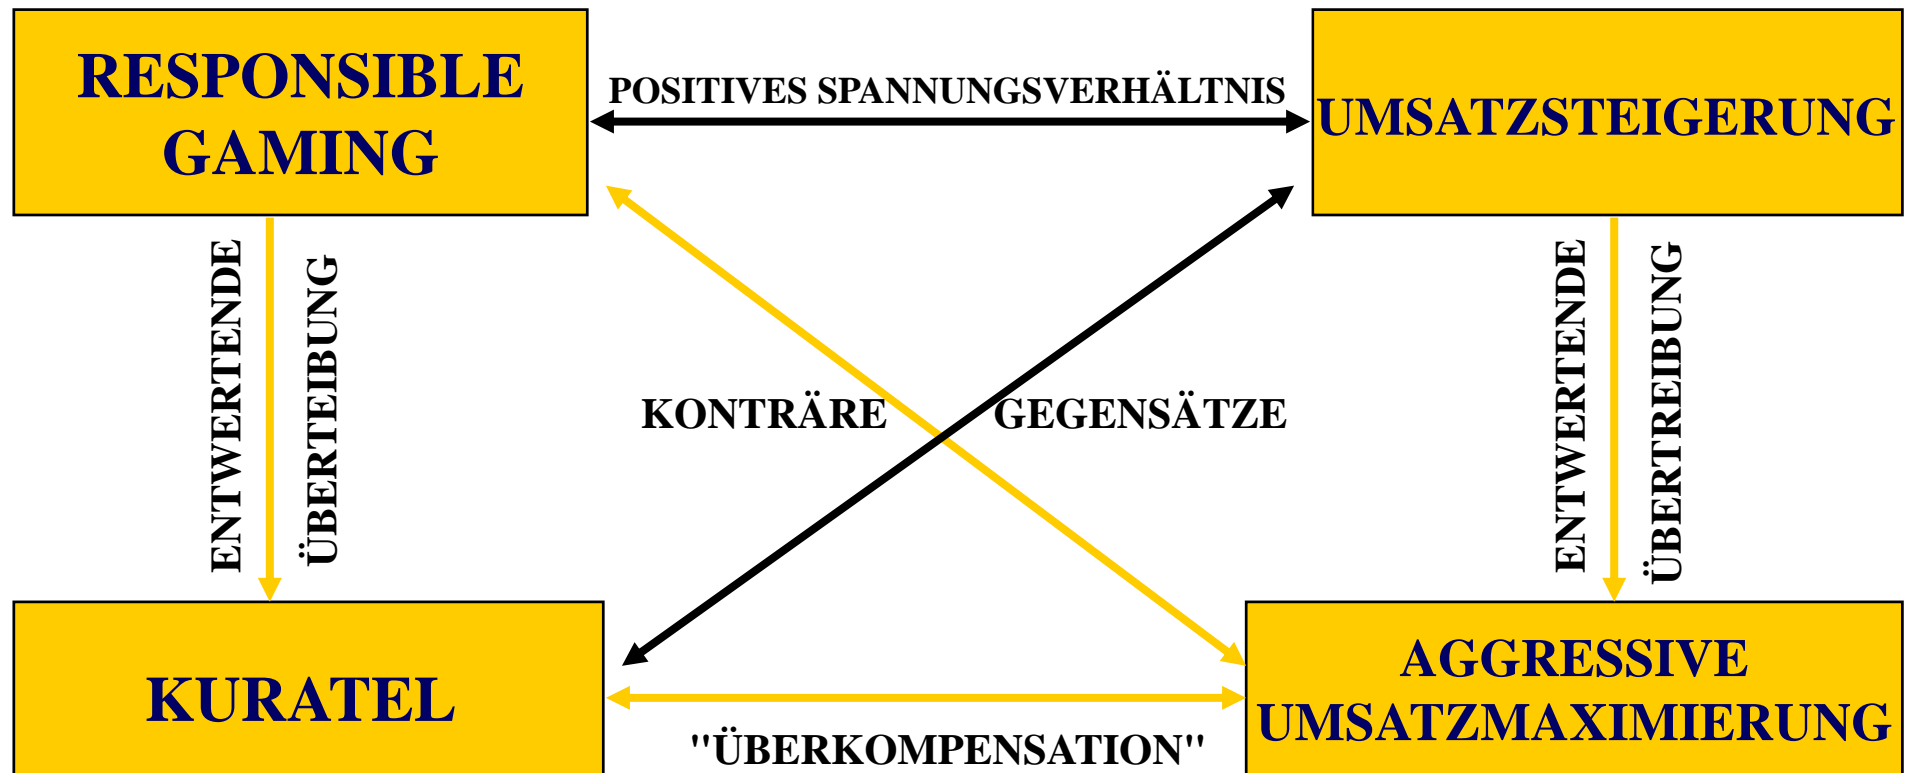 RESPONSIBLE
GAMING
POSITIVES SPANNUNGSVERHÄLTNIS
UMSATZSTEIGERUNG
ENTWERTENDE
ÜBERTEIBUNG
KONTRÄRE
GEGENSÄTZE
ENTWERTENDE
ÜBERTREIBUNG
KURATEL
"ÜBERKOMPENSATION"
AGGRESSIVE
UMSATZMAXIMIERUNG